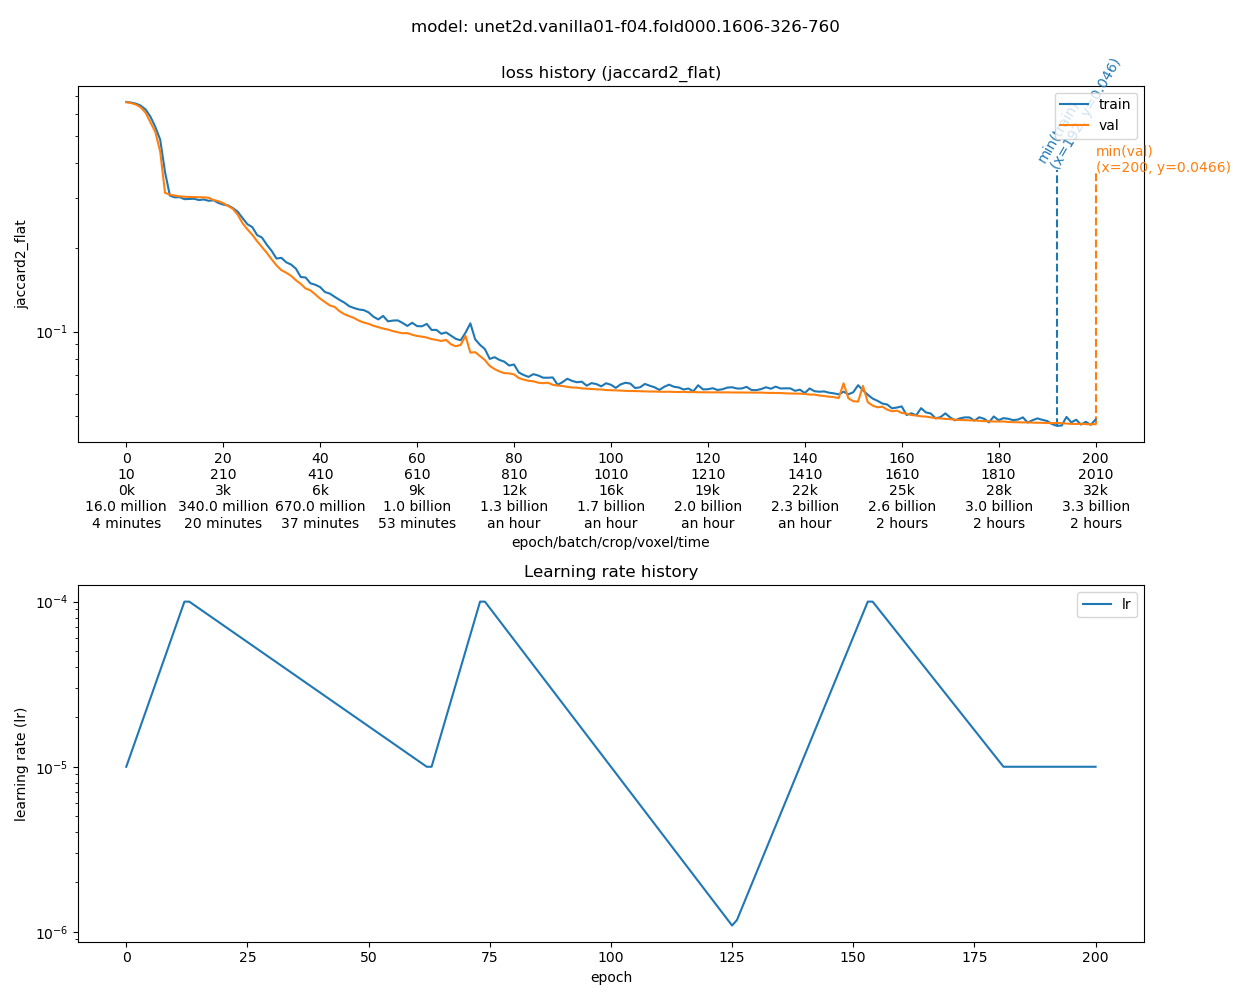 model: unet2d.vanilla01-f04.fold000.1606-326-760
loss history (jaccard2_flat)
train
val
min(train)
(x=192, y=0.046)
min(val)
(x=200, y=0.0466)
jaccard2_flat
10⁻¹
0 20 40 60 80 100 120 140 160 180 200
10 210 410 610 810 1010 1210 1410 1610 1810 2010
0k 3k 6k 9k 12k 16k 19k 22k 25k 28k 32k
16.0 million 340.0 million 670.0 million 1.0 billion 1.3 billion 1.7 billion 2.0 billion 2.3 billion 2.6 billion 3.0 billion 3.3 billion
4 minutes 20 minutes 37 minutes 53 minutes an hour an hour an hour an hour 2 hours 2 hours 2 hours
epoch/batch/crop/voxel/time
Learning rate history
lr
learning rate (lr)
10⁻⁴
10⁻⁵
10⁻⁶
0 25 50 75 100 125 150 175 200
epoch